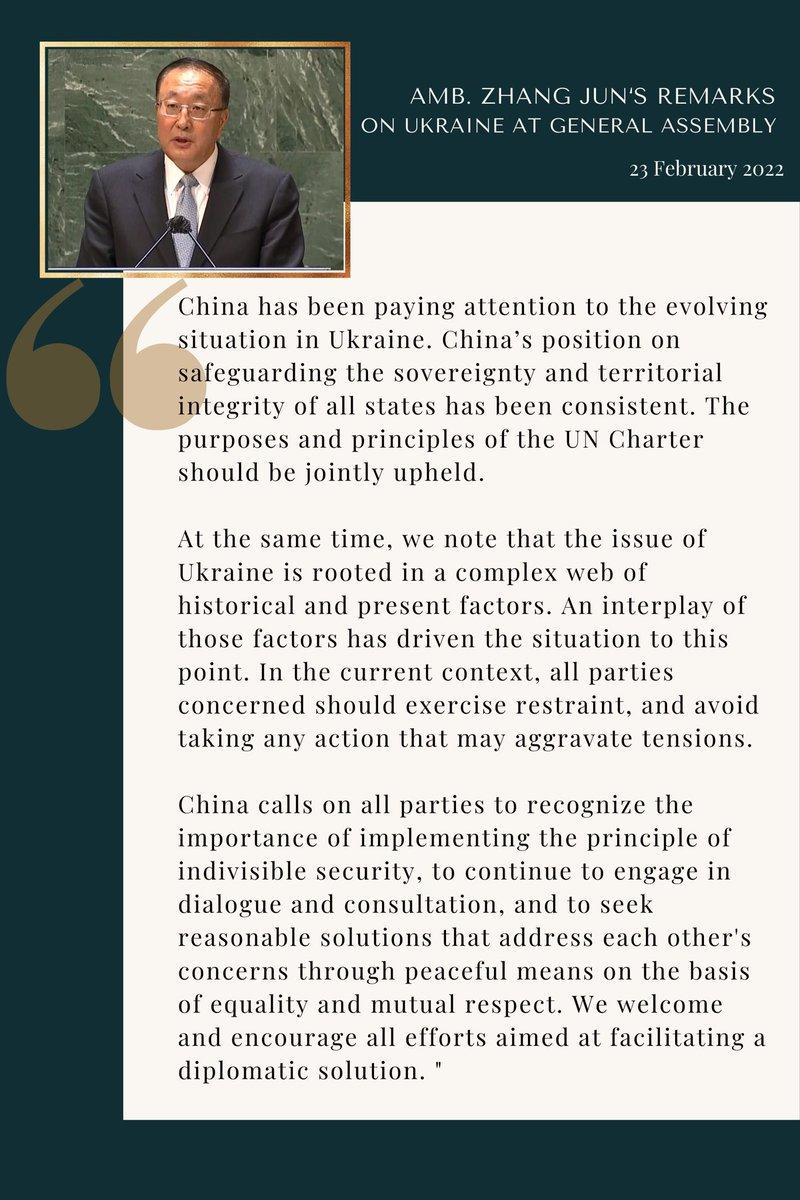 AMB. ZHANG JUN‘S REMARKS
ON UKRAINE AT GENERAL ASSEMBLY
23 February 2022
“
China has been paying attention to the evolving
situation in Ukraine. China’s position on
safeguarding the sovereignty and territorial
integrity of all states has been consistent. The
purposes and principles of the UN Charter
should be jointly upheld.
At the same time, we note that the issue of
Ukraine is rooted in a complex web of
historical and present factors. An interplay of
those factors has driven the situation to this
point. In the current context, all parties
concerned should exercise restraint, and avoid
taking any action that may aggravate tensions.
China calls on all parties to recognize the
importance of implementing the principle of
indivisible security, to continue to engage in
dialogue and consultation, and to seek
reasonable solutions that address each other's
concerns through peaceful means on the basis
of equality and mutual respect. We welcome
and encourage all efforts aimed at facilitating a
diplomatic solution. "